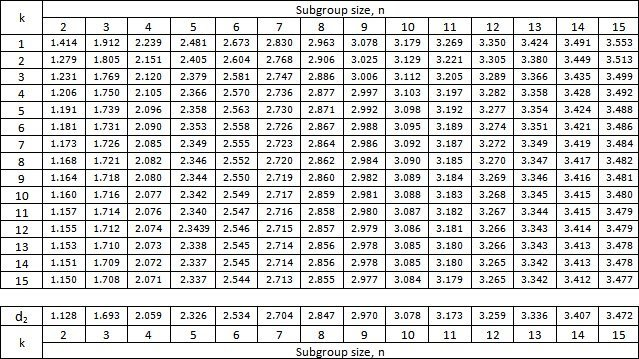 k Subgroup size, n
2 3 4 5 6 7 8 9 10 11 12 13 14 15
1 1.414 1.912 2.239 2.481 2.673 2.830 2.963 3.078 3.179 3.269 3.350 3.424 3.491 3.553
2 1.279 1.805 2.151 2.405 2.604 2.768 2.906 3.025 3.129 3.221 3.305 3.380 3.449 3.513
3 1.231 1.769 2.120 2.379 2.581 2.747 2.886 3.006 3.112 3.205 3.289 3.366 3.435 3.499
4 1.206 1.750 2.105 2.366 2.570 2.736 2.877 2.997 3.103 3.197 3.282 3.358 3.428 3.492
5 1.191 1.739 2.096 2.358 2.563 2.730 2.871 2.992 3.098 3.192 3.277 3.354 3.424 3.488
6 1.181 1.731 2.090 2.353 2.558 2.726 2.867 2.988 3.095 3.189 3.274 3.351 3.421 3.486
7 1.173 1.726 2.085 2.349 2.555 2.723 2.864 2.986 3.092 3.187 3.272 3.349 3.419 3.484
8 1.168 1.721 2.082 2.346 2.552 2.720 2.862 2.984 3.090 3.185 3.270 3.347 3.417 3.482
9 1.164 1.718 2.080 2.344 2.550 2.719 2.860 2.982 3.089 3.184 3.269 3.346 3.416 3.481
10 1.160 1.716 2.077 2.342 2.549 2.717 2.859 2.981 3.088 3.183 3.268 3.345 3.415 3.480
11 1.157 1.714 2.076 2.340 2.547 2.716 2.858 2.980 3.087 3.182 3.267 3.344 3.415 3.479
12 1.155 1.712 2.074 2.3439 2.546 2.715 2.857 2.979 3.086 3.181 3.266 3.343 3.414 3.479
13 1.153 1.710 2.073 2.338 2.545 2.714 2.856 2.978 3.085 3.180 3.266 3.343 3.413 3.478
14 1.151 1.709 2.072 2.337 2.545 2.714 2.856 2.978 3.085 3.180 3.265 3.342 3.413 3.478
15 1.150 1.708 2.071 2.337 2.544 2.713 2.855 2.977 3.084 3.179 3.265 3.342 3.412 3.477
d2 1.128 1.693 2.059 2.326 2.534 2.704 2.847 2.970 3.078 3.173 3.259 3.336 3.407 3.472
k 2 3 4 5 6 7 8 9 10 11 12 13 14 15
Subgroup size, n